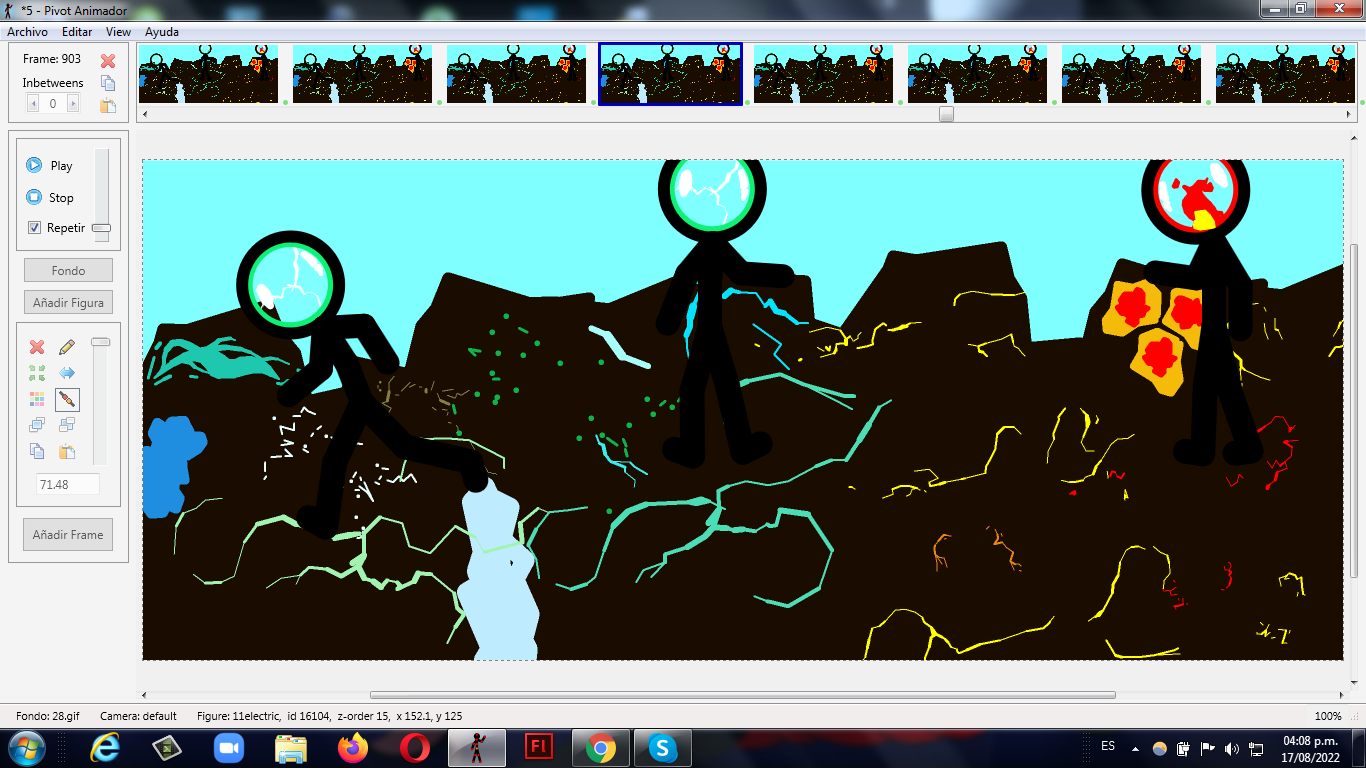 *5 - Pivot Animador
Archivo Editar View Ayuda
Frame: 903
Inbetweens
0
Play
Stop
Repetir
Fondo
Añadir Figura
71.48
Añadir Frame
Fondo: 28.gif Camera: default Figure: 11electric, id 16104, z-order 15, x 152.1, y 125 100%
Fl
ES
04:08 p.m.
17/08/2022